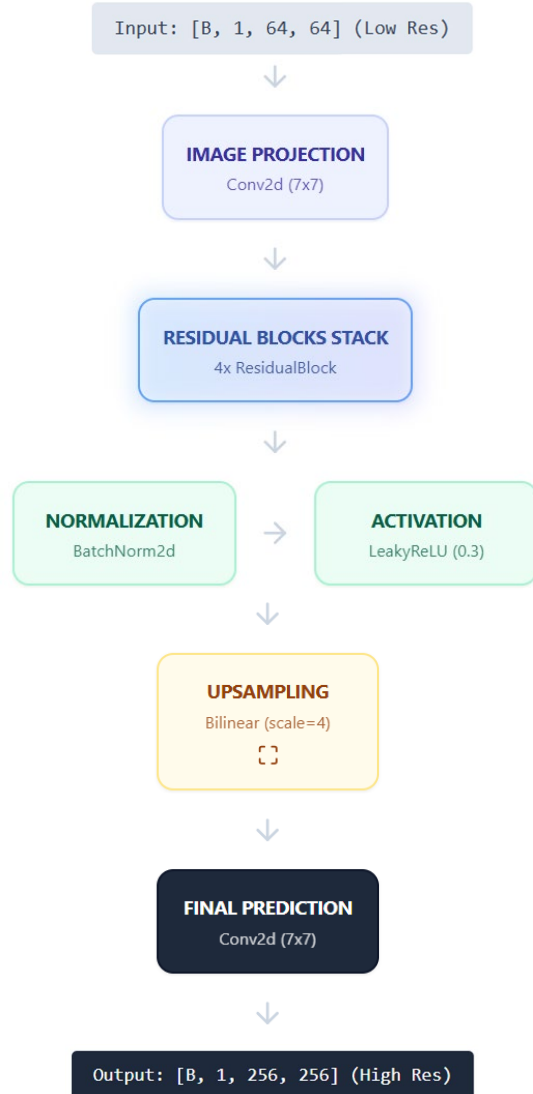 Input: [B, 1, 64, 64] (Low Res)
IMAGE PROJECTION
Conv2d (7x7)
RESIDUAL BLOCKS STACK
4x ResidualBlock
NORMALIZATION
BatchNorm2d
ACTIVATION
LeakyReLU (0.3)
UPSAMPLING
Bilinear (scale=4)
FINAL PREDICTION
Conv2d (7x7)
Output: [B, 1, 256, 256] (High Res)